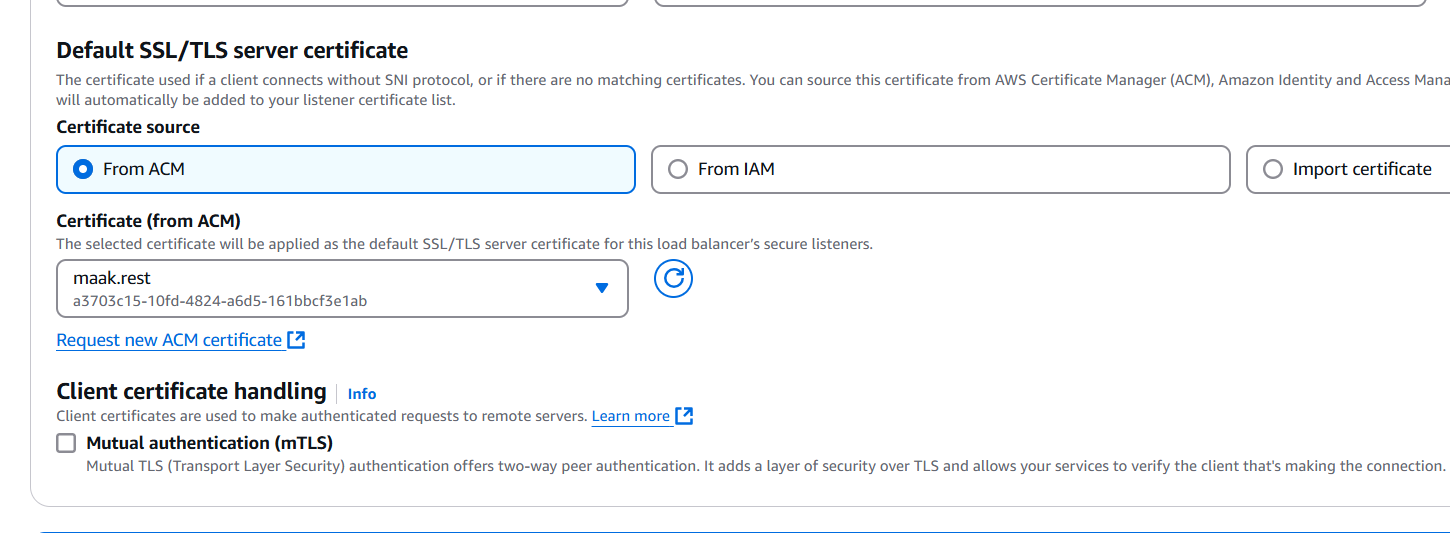 Default SSL/TLS server certificate
The certificate used if a client connects without SNI protocol, or if there are no matching certificates. You can source this certificate from AWS Certificate Manager (ACM), Amazon Identity and Access Mana
will automatically be added to your listener certificate list.
Certificate source
From ACM
From IAM
Import certificate
Certificate (from ACM)
The selected certificate will be applied as the default SSL/TLS server certificate for this load balancer’s secure listeners.
maak.rest
a3703c15-10fd-4824-a6d5-161bbcf3e1ab
Request new ACM certificate
Client certificate handling Info
Client certificates are used to make authenticated requests to remote servers. Learn more
Mutual authentication (mTLS)
Mutual TLS (Transport Layer Security) authentication offers two-way peer authentication. It adds a layer of security over TLS and allows your services to verify the client that's making the connection.